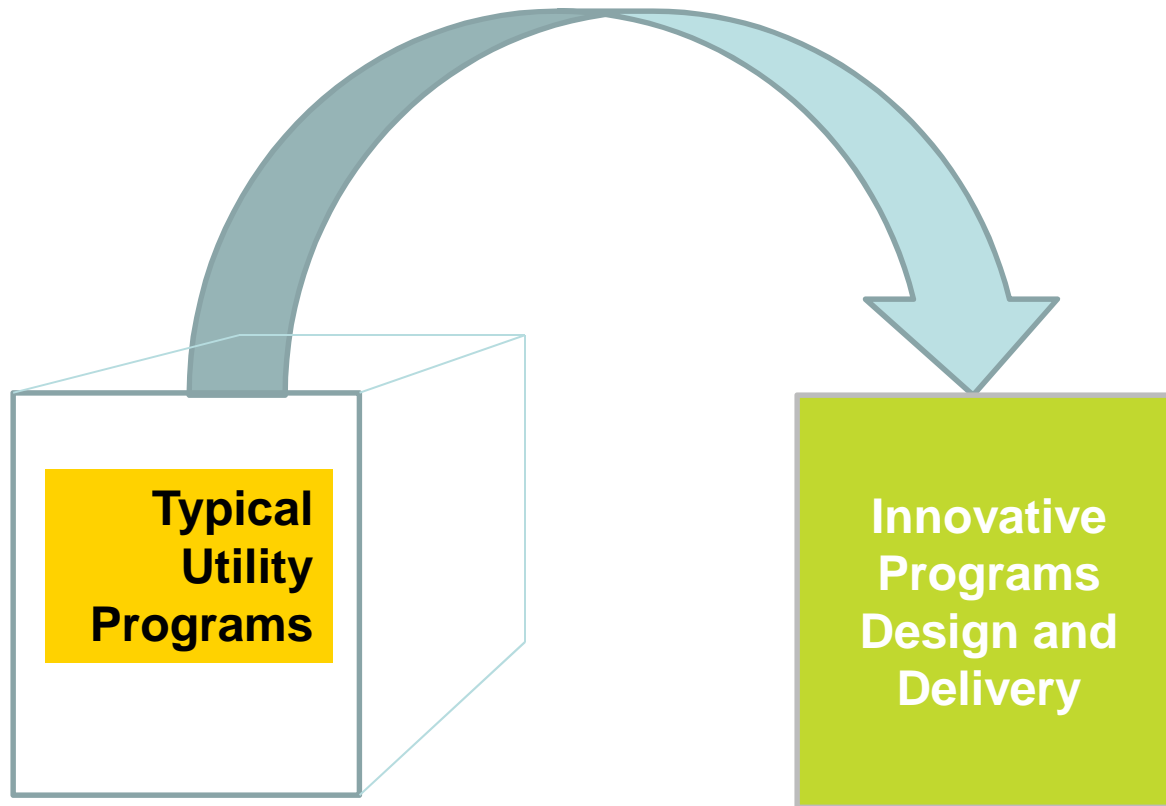 Typical
Utility
Programs
Innovative
Programs
Design and
Delivery